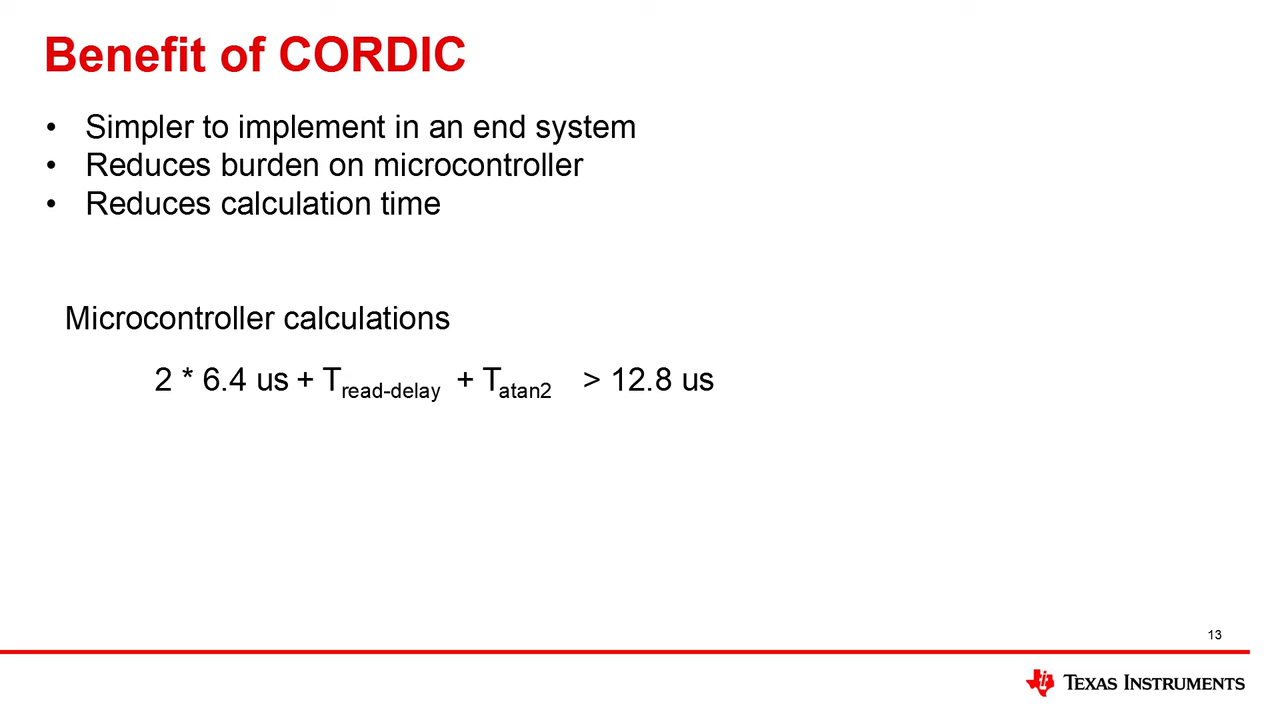 Benefit of CORDIC
• Simpler to implement in an end system
• Reduces burden on microcontroller
• Reduces calculation time
Microcontroller calculations
2 * 6.4 us + Tread-delay + Tatan2 > 12.8 us
13
TEXAS INSTRUMENTS